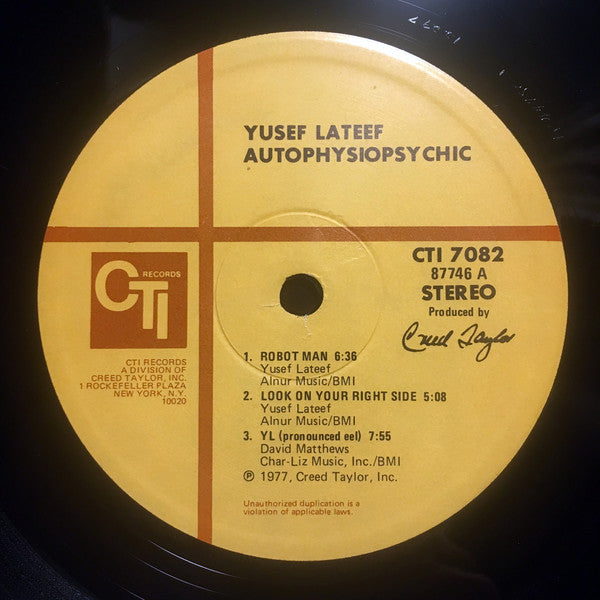 YUSEF LATEEF
AUTOPHYSIOPSYCHIC
CTI RECORDS
CTI RECORDS
A DIVISION OF
CREED TAYLOR, INC.
1 ROCKEFELLER PLAZA
NEW YORK, N.Y.
10020
CTI 7082
87746 A
STEREO
Produced by
Creed Taylor
1. ROBOT MAN 6:36
Yusef Lateef
Alnur Music/BMI
2. LOOK ON YOUR RIGHT SIDE 5:08
Yusef Lateef
Alnur Music/BMI
3. YL (pronounced eel) 7:55
David Matthews
Char-Liz Music, Inc./BMI
℗ 1977, Creed Taylor, Inc.
Unauthorized duplication is a
violation of applicable laws.